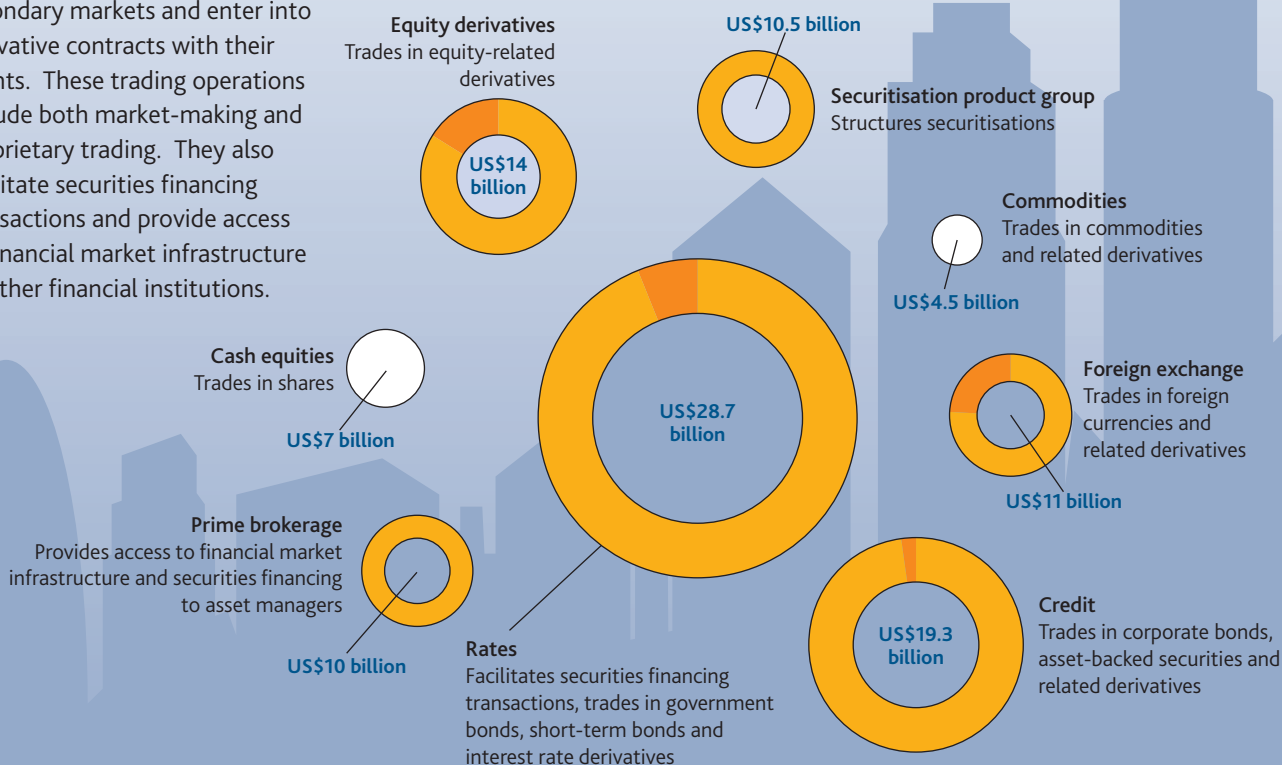 ondary markets and enter into
vative contracts with their
nts. These trading operations
ude both market-making and
prietary trading. They also
itate securities financing
sactions and provide access
nancial market infrastructure
ther financial institutions.
Equity derivatives
Trades in equity-related
derivatives
US$14
billion
US$10.5 billion
Securitisation product group
Structures securitisations
Commodities
Trades in commodities
and related derivatives
US$4.5 billion
Cash equities
Trades in shares
US$7 billion
US$28.7
billion
Foreign exchange
Trades in foreign
currencies and
related derivatives
US$11 billion
Prime brokerage
Provides access to financial market
infrastructure and securities financing
to asset managers
US$10 billion
Rates
Facilitates securities financing
transactions, trades in government
bonds, short-term bonds and
interest rate derivatives
US$19.3
billion
Credit
Trades in corporate bonds,
asset-backed securities and
related derivatives